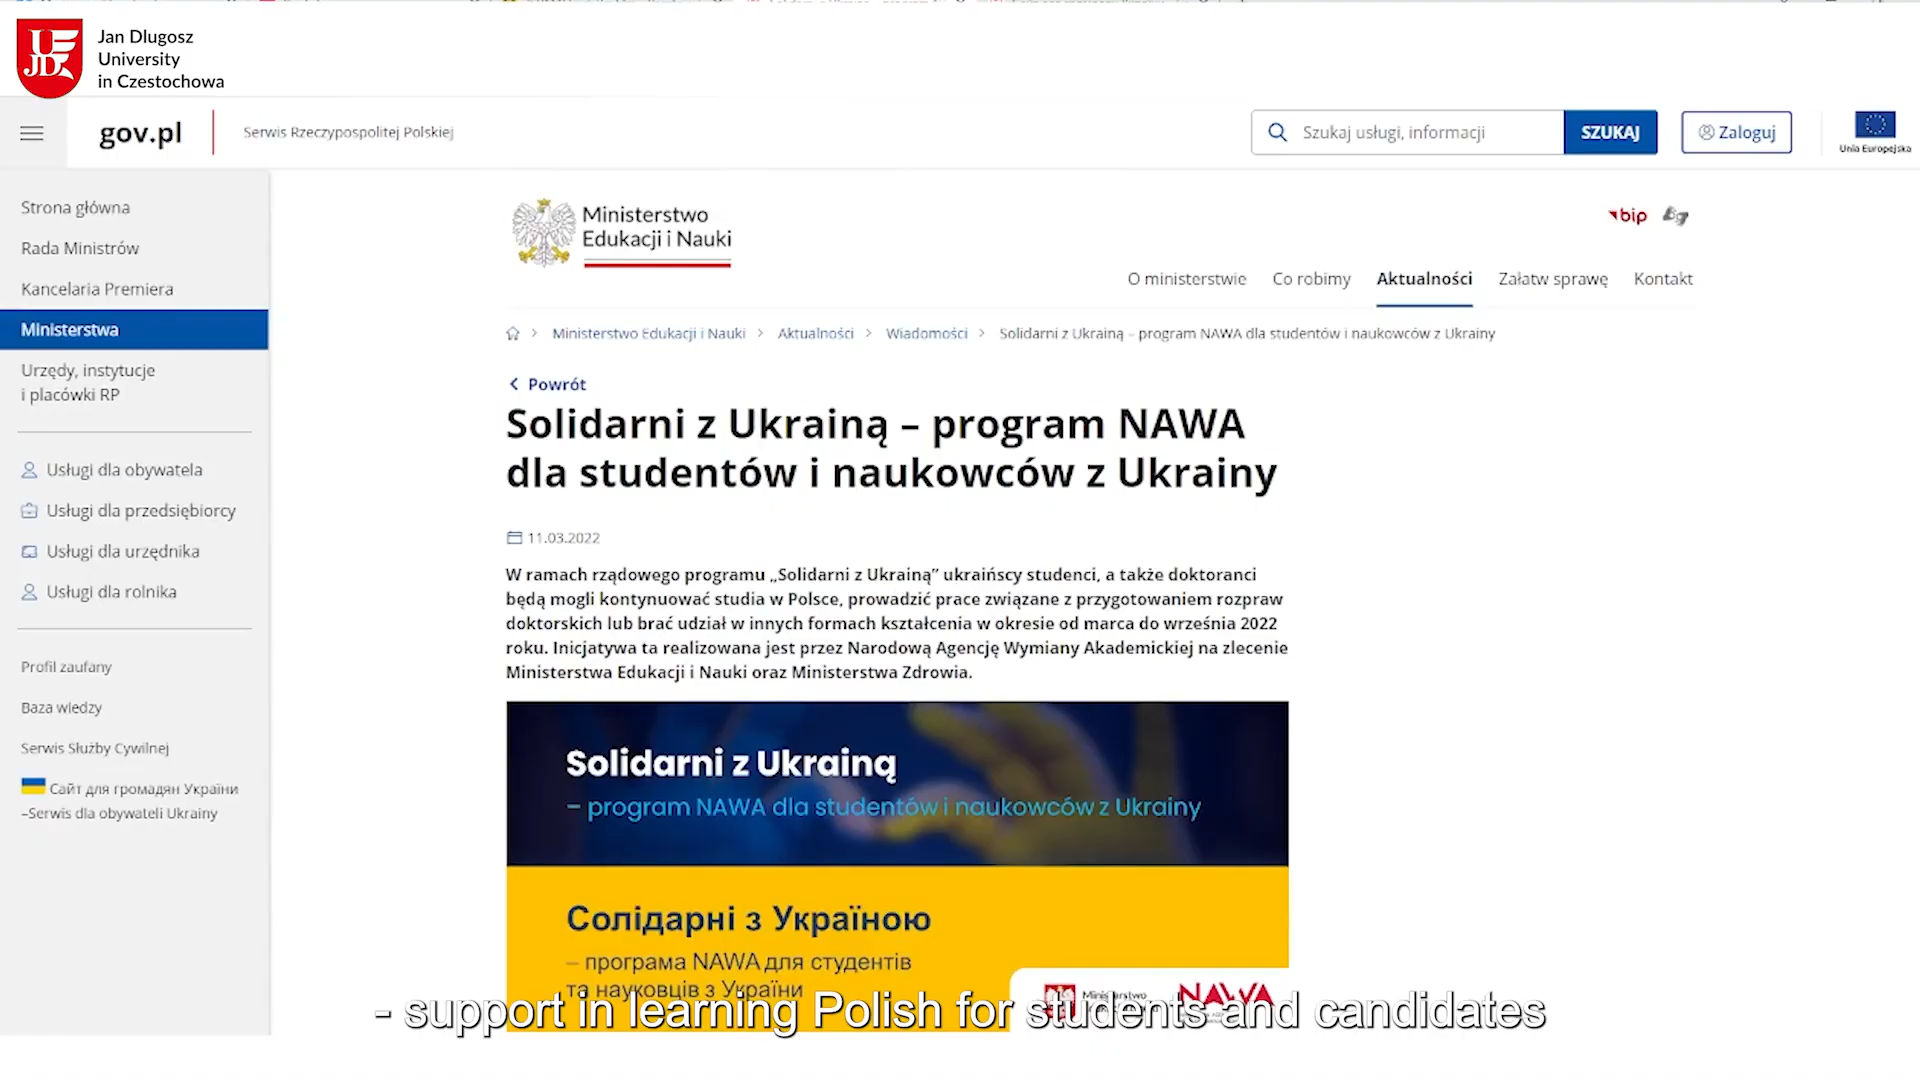 Jan Dlugosz
University
in Czestochowa
gov.pl
Serwis Rzeczypospolitej Polskiej
Szukaj usługi, informacji
SZUKAJ
Zaloguj
Unia Europejska
Strona główna
Rada Ministrów
Kancelaria Premiera
Ministerstwa
Urzędy, instytucje
i placówki RP
Usługi dla obywatela
Usługi dla przedsiębiorcy
Usługi dla urzędnika
Usługi dla rolnika
Profil zaufany
Baza wiedzy
Serwis Służby Cywilnej
Сайт для громадян України
–Serwis dla obywateli Ukrainy
Ministerstwo
Edukacji i Nauki
bip
O ministerstwie
Co robimy
Aktualności
Załatw sprawę
Kontakt
Ministerstwo Edukacji i Nauki > Aktualności > Wiadomości > Solidarni z Ukrainą – program NAWA dla studentów i naukowców z Ukrainy
Powrót
Solidarni z Ukrainą – program NAWA
dla studentów i naukowców z Ukrainy
11.03.2022
W ramach rządowego programu „Solidarni z Ukrainą” ukraińscy studenci, a także doktoranci
będą mogli kontynuować studia w Polsce, prowadzić prace związane z przygotowaniem rozpraw
doktorskich lub brać udział w innych formach kształcenia w okresie od marca do września 2022
roku. Inicjatywa ta realizowana jest przez Narodową Agencję Wymiany Akademickiej na zlecenie
Ministerstwa Edukacji i Nauki oraz Ministerstwa Zdrowia.
Solidarni z Ukrainą
– program NAWA dla studentów i naukowców z Ukrainy
Солідарні з Україною
– програма NAWA для студентів
та науковців з України
NAWA
- support in learning Polish for students and candidates